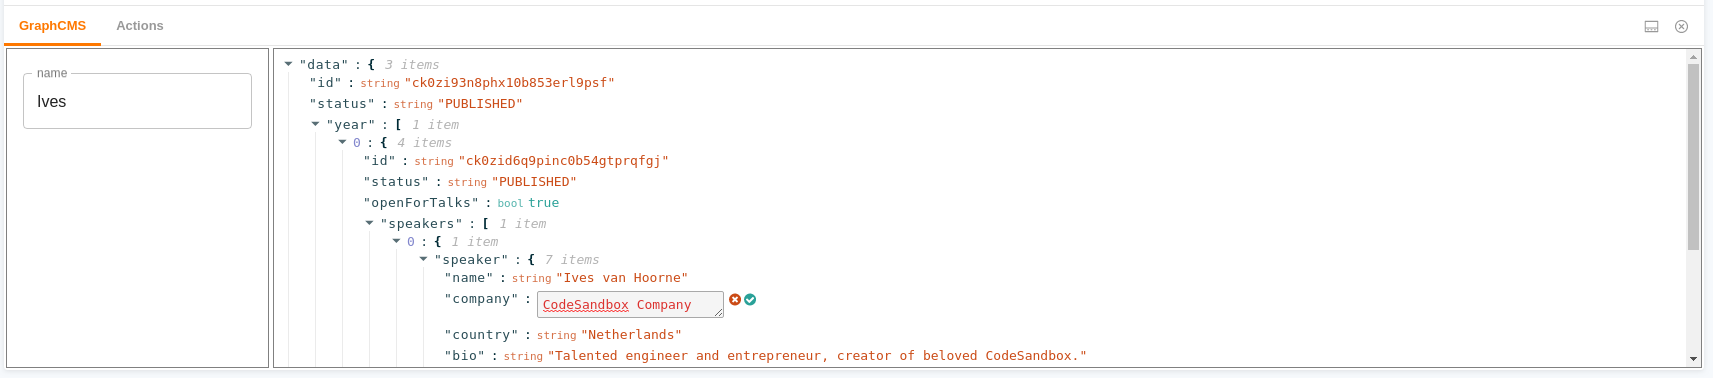 GraphCMS Actions
name
Ives
"data" : { 3 items
"id" : string "ck0zi93n8phx10b853erl9psf"
"status" : string "PUBLISHED"
"year" : [ 1 item
0 : { 4 items
"id" : string "ck0zid6q9pinc0b54gtprqfgj"
"status" : string "PUBLISHED"
"openForTalks" : bool true
"speakers" : [ 1 item
0 : { 1 item
"speaker" : { 7 items
"name" : string "Ives van Hoorne"
"company" : CodeSandbox Company
"country" : string "Netherlands"
"bio" : string "Talented engineer and entrepreneur, creator of beloved CodeSandbox."